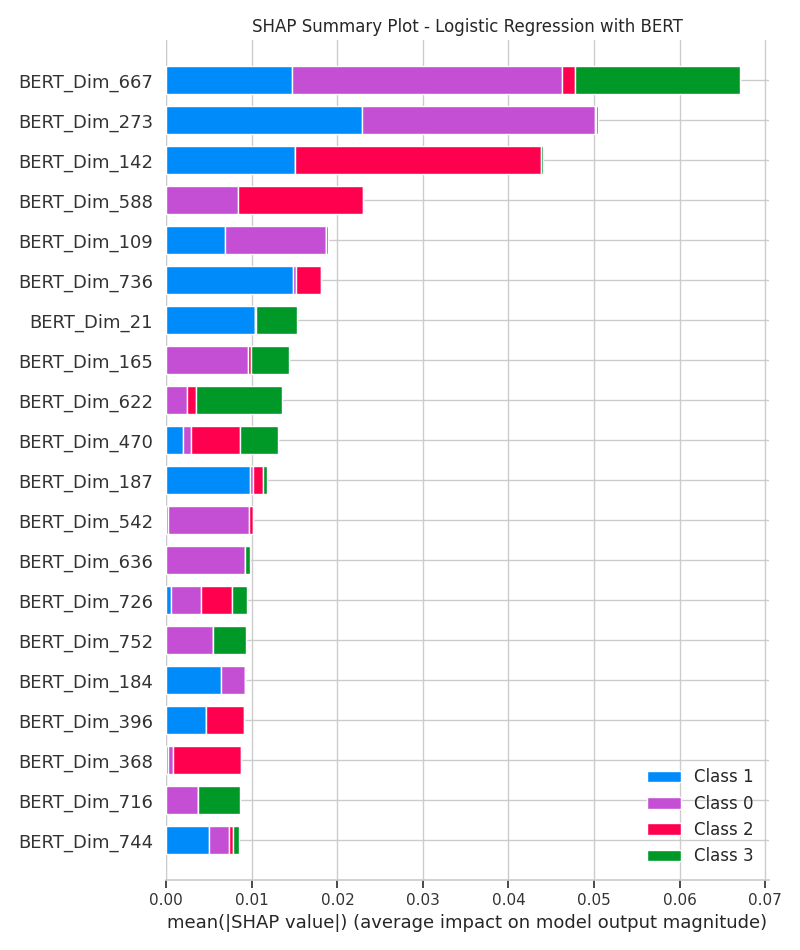 SHAP Summary Plot - Logistic Regression with BERT
BERT_Dim_667
BERT_Dim_273
BERT_Dim_142
BERT_Dim_588
BERT_Dim_109
BERT_Dim_736
BERT_Dim_21
BERT_Dim_165
BERT_Dim_622
BERT_Dim_470
BERT_Dim_187
BERT_Dim_542
BERT_Dim_636
BERT_Dim_726
BERT_Dim_752
BERT_Dim_184
BERT_Dim_396
BERT_Dim_368
BERT_Dim_716
BERT_Dim_744
Class 1
Class 0
Class 2
Class 3
0.00 0.01 0.02 0.03 0.04 0.05 0.06 0.07
mean(|SHAP value|) (average impact on model output magnitude)